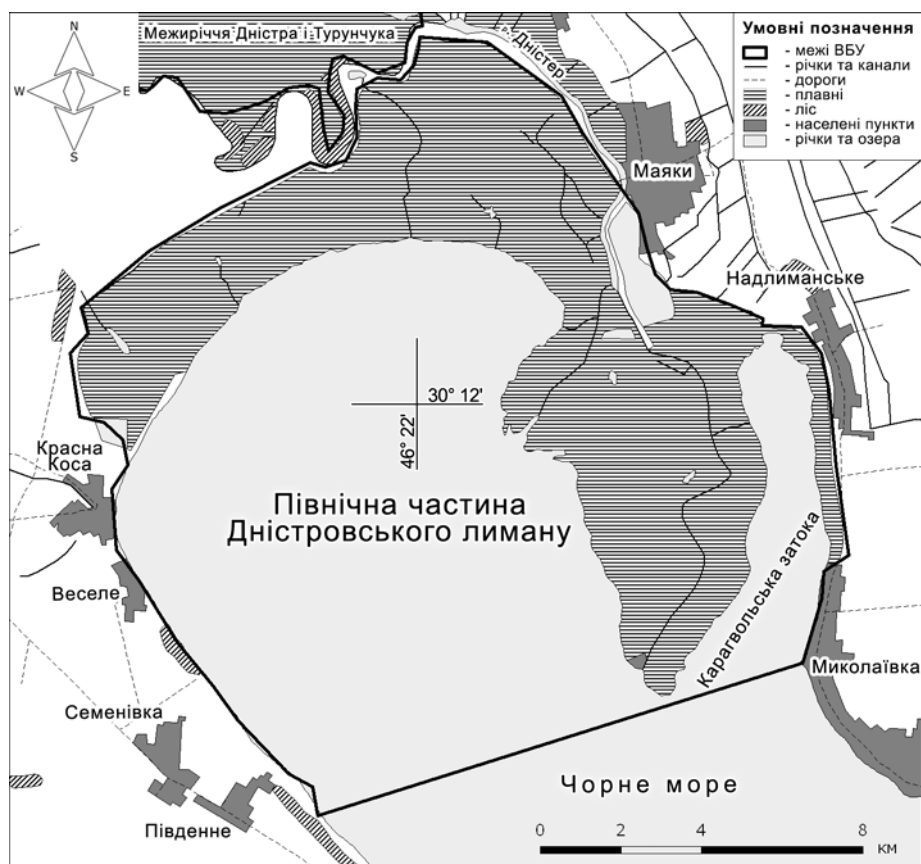 Межиріччя Дністра і Турунчука
р. Дністер
Умовні позначення
- межі ВБУ
- річки та канали
- дороги
- плавні
- ліс
- населені пункти
- річки та озера
N
W
E
S
Маяки
Надлиманське
30° 12'
46° 22'
Красна
Коса
Північна частина
Дністровського лиману
Карагвольська затока
Веселе
Миколаївка
Семенівка
Південне
Чорне море
0 2 4 8
км